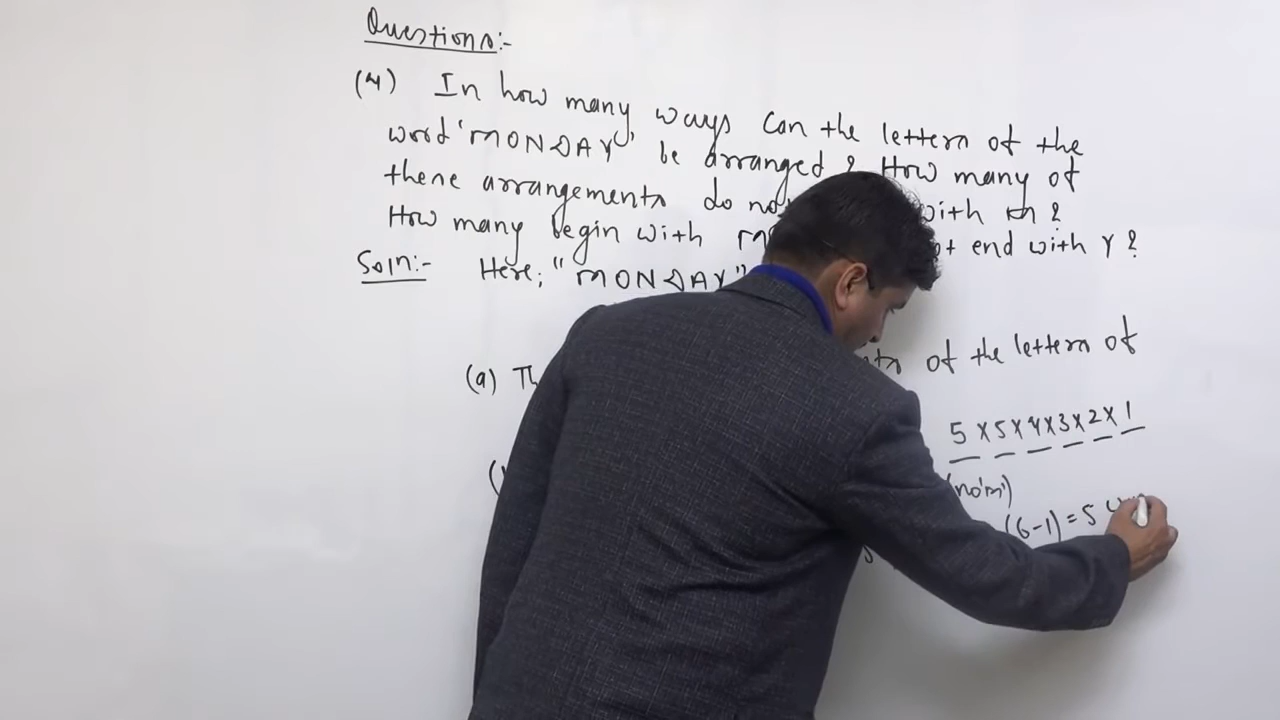 Questions:-
(4) In how many ways can the letters of the
word 'MONDAY' be arranged ? How many of
these arrangements do not with m ?
How many begin with M not end with Y ?
Soln:- Here, "MONDAY"
(a) of the letters of
5 X 5 X 4 X 3 X 2 X 1
(no 'm')
(6-1) = 5